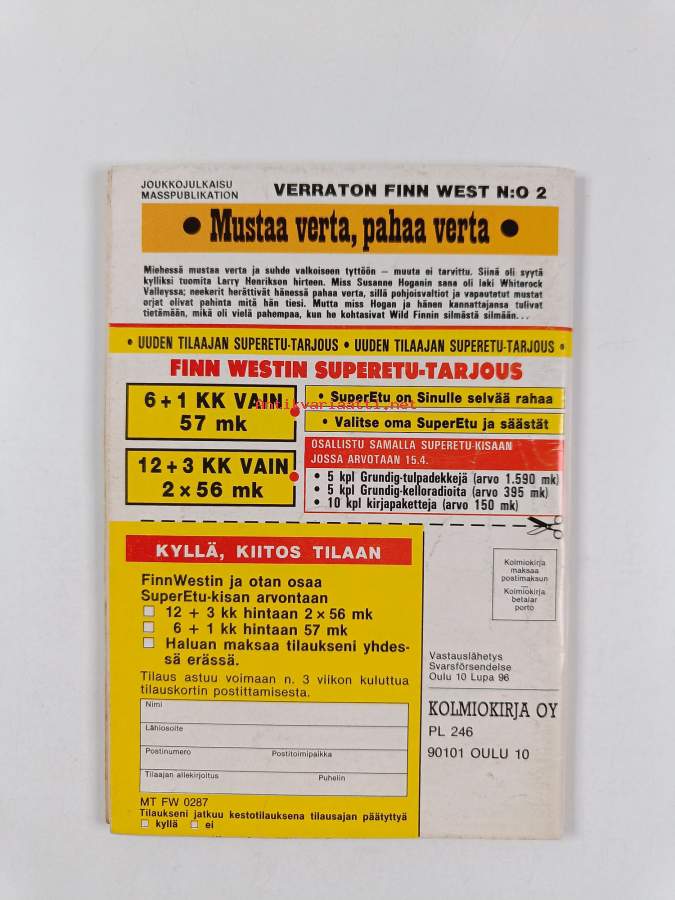 JOUKKOJULKAISU
MASSPUBLIKATION
VERRATON FINN WEST N:O 2
• Mustaa verta, pahaa verta •
Miehessä mustaa verta ja suhde valkoiseen tyttöön — muuta ei tarvittu. Siinä oli syytä
kylliksi tuomita Larry Henrikson hirteen. Miss Susanne Hoganin sana oli laki Whiterock
Valleyssa; neekerit herättivät hänessä pahaa verta, sillä pohjoisvaltiot ja vapautetut mustat
orjat olivat pahinta mitä hän tiesi. Mutta miss Hogan ja hänen kannattajansa tulivat
tietämään, mikä oli vielä pahempaa, kun he kohtasivat Wild Finnin silmästä silmään...
• UUDEN TILAAJAN SUPERETU-TARJOUS • UUDEN TILAAJAN SUPERETU-TARJOUS •
FINN WESTIN SUPERETU-TARJOUS
6 + 1 KK VAIN
57 mk
antikvariaatti.net
• SuperEtu on Sinulle selvää rahaa
• Valitse oma SuperEtu ja säästät
12 + 3 KK VAIN
2 x 56 mk
OSALLISTU SAMALLA SUPERETU-KISAAN
JOSSA ARVOTAAN 15.4.
• 5 kpl Grundig-tulpadekkejä (arvo 1.590 mk)
• 5 kpl Grundig-kelloradioita (arvo 395 mk)
• 10 kpl kirjapaketteja (arvo 150 mk)
KYLLÄ, KIITOS TILAAN
FinnWestin ja otan osaa
SuperEtu-kisan arvontaan
12 + 3 kk hintaan 2 x 56 mk
6 + 1 kk hintaan 57 mk
Haluan maksaa tilaukseni yhdes-
sä erässä.
Tilaus astuu voimaan n. 3 viikon kuluttua
tilauskortin postittamisesta.
Nimi
Lähiosoite
Postinumero Postitoimipaikka
Tilaajan allekirjoitus Puhelin
MT FW 0287
Tilaukseni jatkuu kestotilauksena tilausajan päätyttyä
kyllä ei
Kolmiokirja
maksaa
postimaksun
Kolmiokirja
betalar
porto
Vastauslähetys
Svarsförsendelse
Oulu 10 Lupa 96
KOLMIOKIRJA OY
PL 246
90101 OULU 10